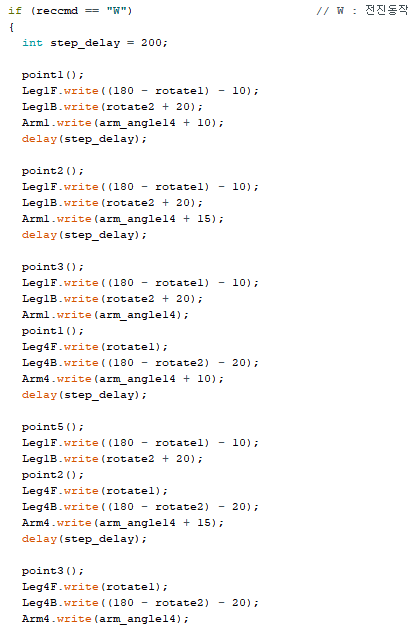 if (reccmd == "W") // W : 전진동작
{
int step_delay = 200;
point1();
Leg1F.write((180 - rotate1) - 10);
Leg1B.write(rotate2 + 20);
Arm1.write(arm_angle14 + 10);
delay(step_delay);
point2();
Leg1F.write((180 - rotate1) - 10);
Leg1B.write(rotate2 + 20);
Arm1.write(arm_angle14 + 15);
delay(step_delay);
point3();
Leg1F.write((180 - rotate1) - 10);
Leg1B.write(rotate2 + 20);
Arm1.write(arm_angle14);
point1();
Leg4F.write(rotate1);
Leg4B.write((180 - rotate2) - 20);
Arm4.write(arm_angle14 + 10);
delay(step_delay);
point5();
Leg1F.write((180 - rotate1) - 10);
Leg1B.write(rotate2 + 20);
point2();
Leg4F.write(rotate1);
Leg4B.write((180 - rotate2) - 20);
Arm4.write(arm_angle14 + 15);
delay(step_delay);
point3();
Leg4F.write(rotate1);
Leg4B.write((180 - rotate2) - 20);
Arm4.write(arm_angle14);